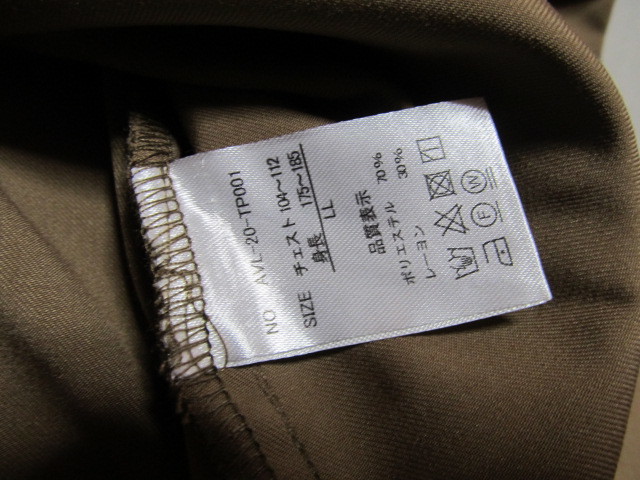 NO AVL-20-TP001
SIZE チェスト 104~112
身長 175~185
LL
品質表示
ポリエステル 70%
レーヨン 30%
F W